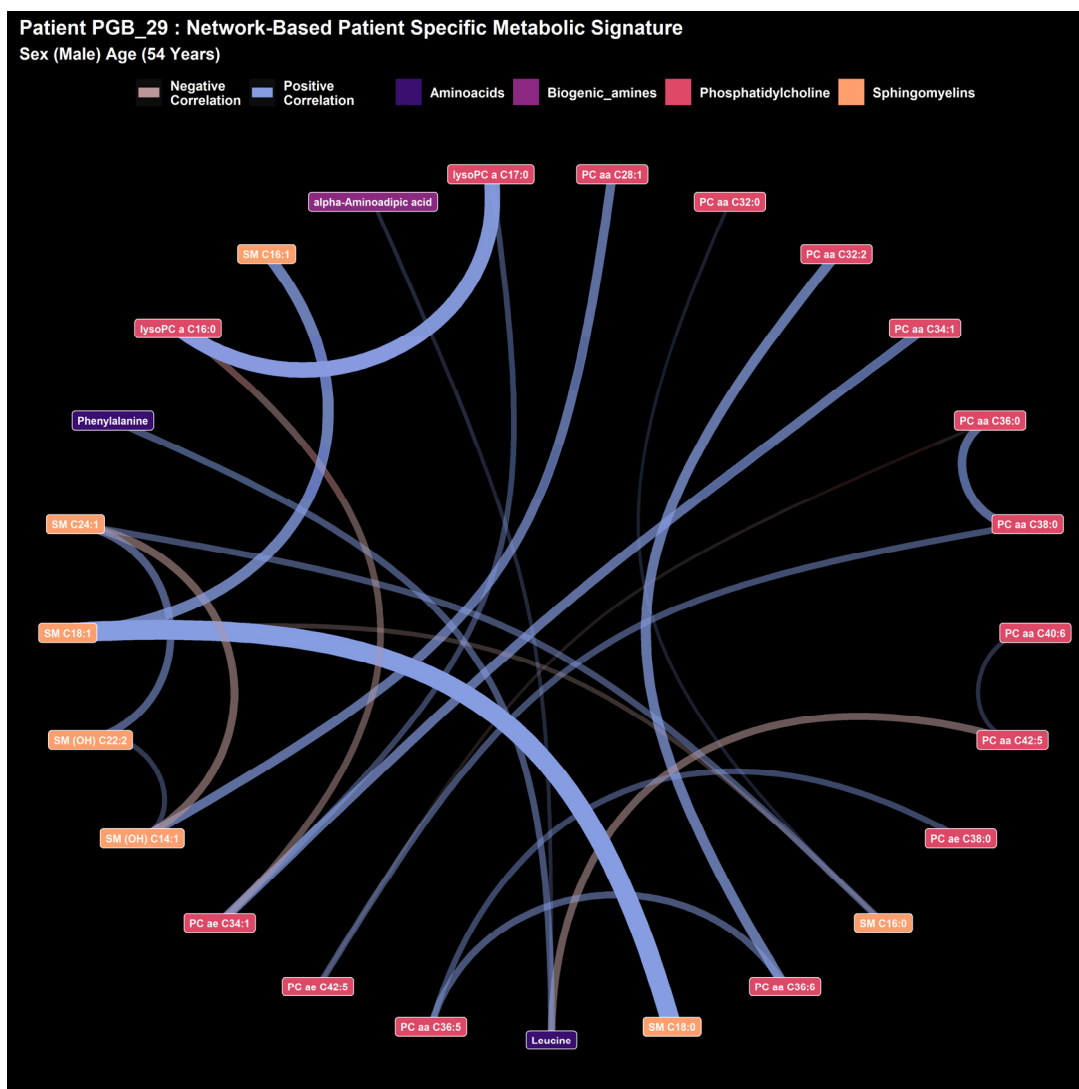 Patient PGB_29 : Network-Based Patient Specific Metabolic Signature
Sex (Male) Age (54 Years)
Negative Correlation
Positive Correlation
Aminoacids
Biogenic_amines
Phosphatidylcholine
Sphingomyelins
lysoPC a C17:0
PC aa C28:1
alpha-Aminoadipic acid
PC aa C32:0
SM C16:1
PC aa C32:2
lysoPC a C16:0
PC aa C34:1
Phenylalanine
PC aa C36:0
SM C24:1
PC aa C38:0
SM C18:1
PC aa C40:6
SM (OH) C22:2
PC aa C42:5
SM (OH) C14:1
PC ae C38:0
PC ae C34:1
SM C16:0
PC ae C42:5
PC aa C36:6
PC aa C36:5
SM C18:0
Leucine